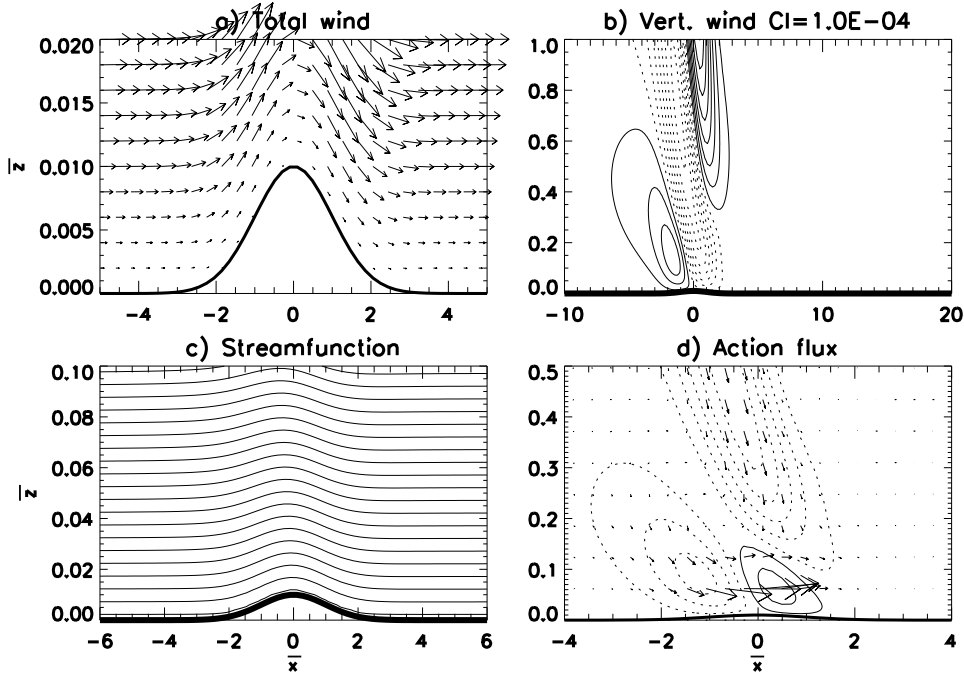 a) Total wind
b) Vert. wind CI=1.0E-04
0.020
0.015
0.010
0.005
0.000
z
-4 -2 0 2 4
1.0
0.8
0.6
0.4
0.2
0.0
-10 0 10 20
c) Streamfunction
d) Action flux
0.10
0.08
0.06
0.04
0.02
0.00
z
-6 -4 -2 0 2 4 6
x
0.5
0.4
0.3
0.2
0.1
0.0
-4 -2 0 2 4
x